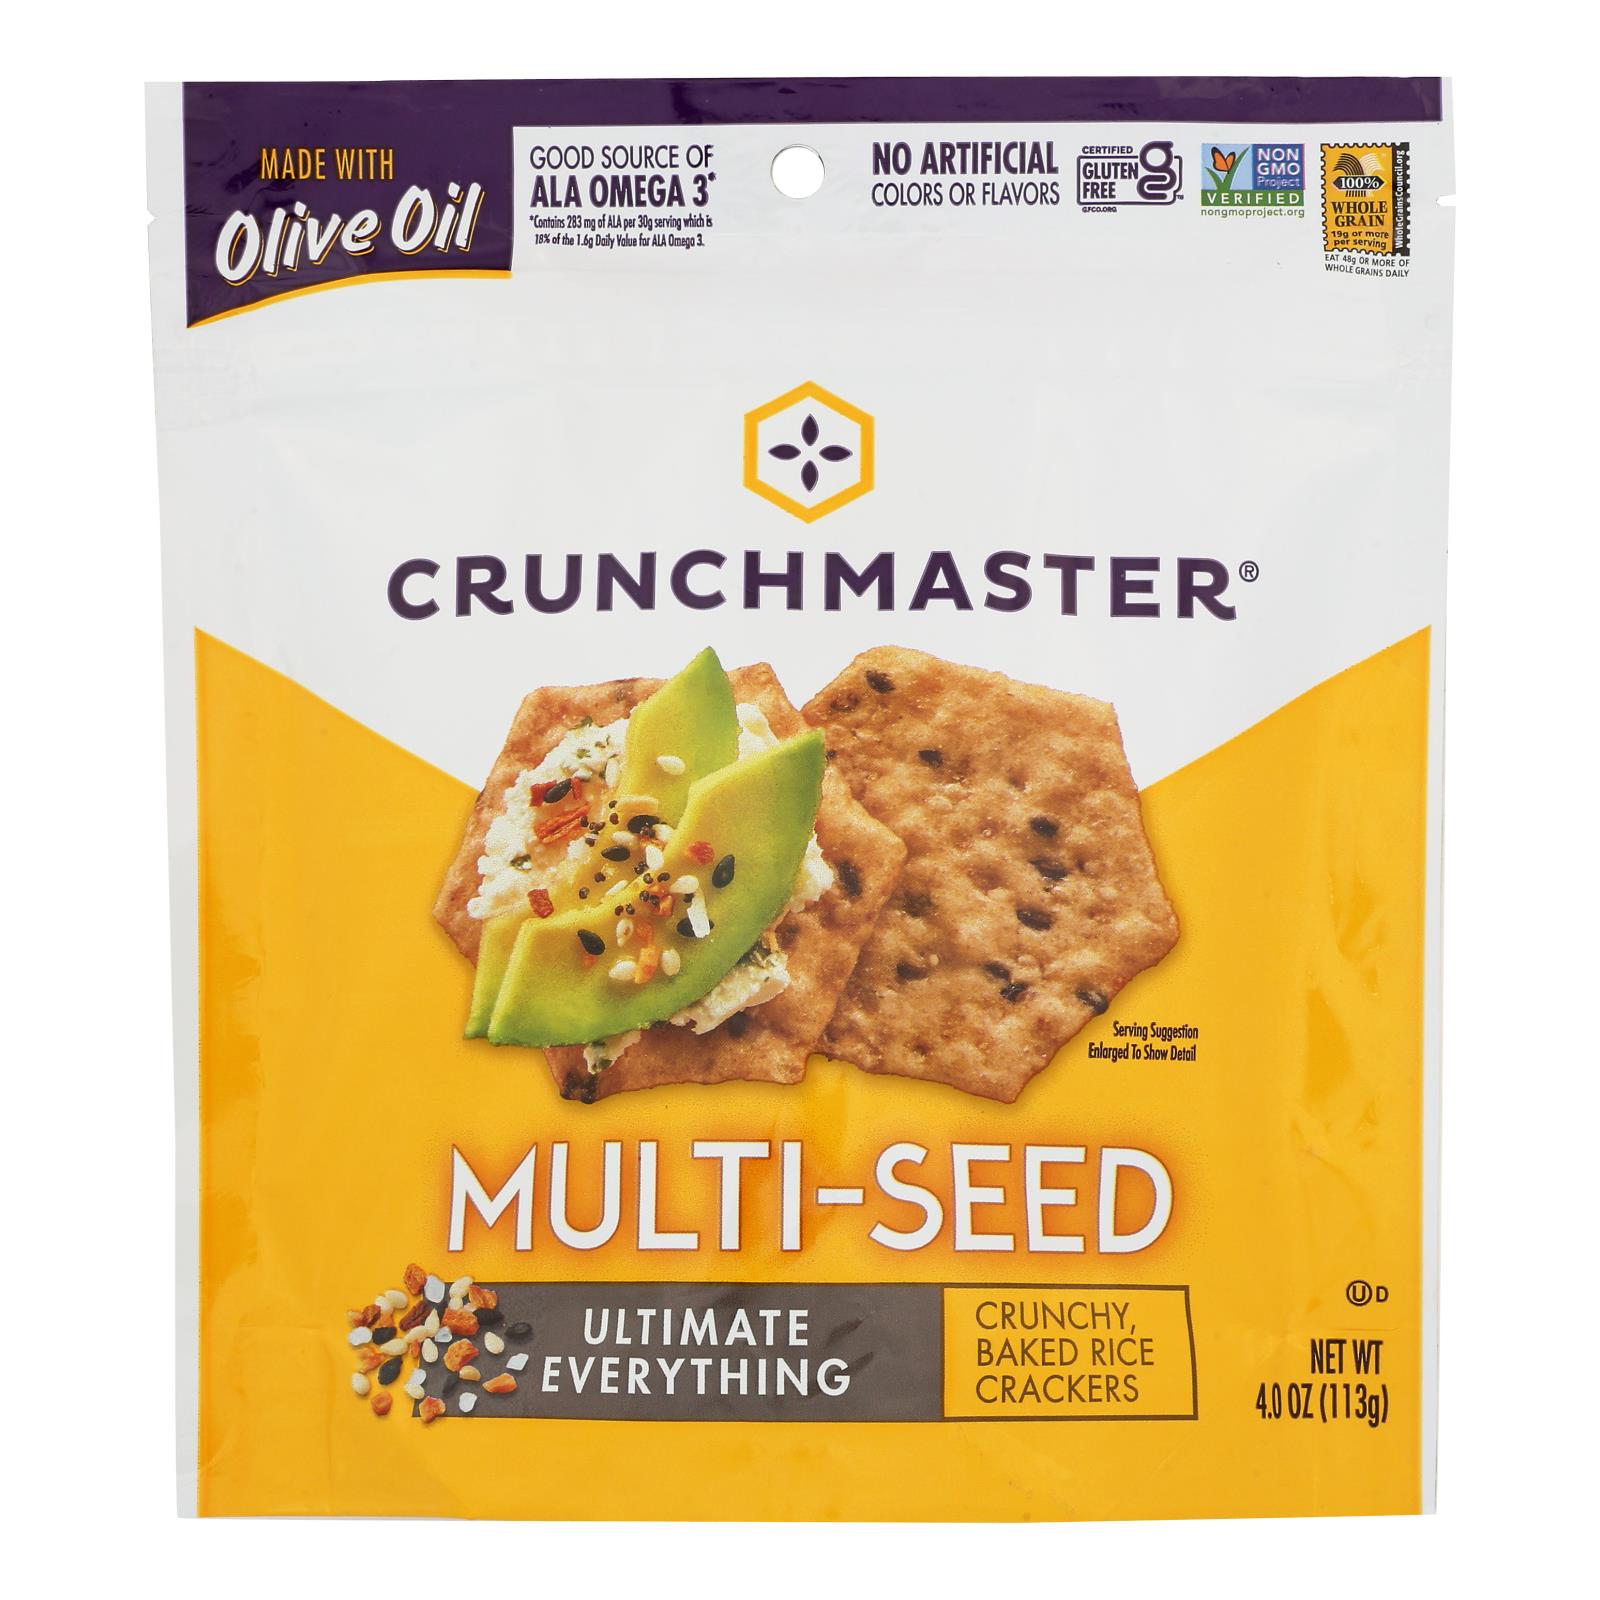 MADE WITH
Olive Oil
GOOD SOURCE OF
ALA OMEGA 3*
*Contains 283 mg of ALA per 30g serving which is
18% of the 1.6g Daily Value for ALA Omega 3.
NO ARTIFICIAL
COLORS OR FLAVORS
CERTIFIED
GLUTEN
FREE
g
TM
GFCO.ORG
NON
GMO
Project
VERIFIED
nongmoproject.org
100%
WHOLE
GRAIN
19g or more
per serving
WholeGrainsCouncil.org
EAT 48g OR MORE OF
WHOLE GRAINS DAILY
CRUNCHMASTER®
Serving Suggestion
Enlarged To Show Detail
MULTI-SEED
ULTIMATE
EVERYTHING
CRUNCHY,
BAKED RICE
CRACKERS
U D
NET WT
4.0 OZ (113g)